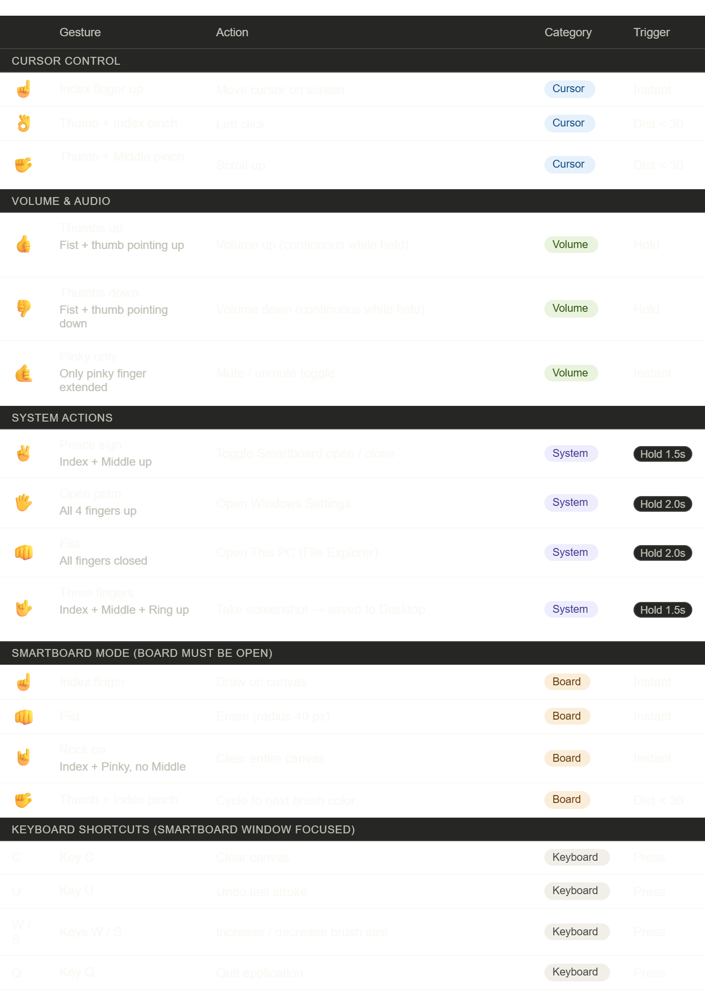 Gesture Action Category Trigger
CURSOR CONTROL
Index finger up Move cursor on screen Cursor Instant
Thumb + Index pinch Left click Cursor Dist < 30
Thumb + Middle pinch Scroll up Cursor Dist < 30
VOLUME & AUDIO
Thumbs up
Fist + thumb pointing up Volume up (continuous while held) Volume Hold
Thumbs down
Fist + thumb pointing Volume down (continuous while held) Volume Hold
down
Pinky only
Only pinky finger Mute / unmute toggle Volume Instant
extended
SYSTEM ACTIONS
Peace sign
Index + Middle up Toggle Smartboard open / close System Hold 1.5s
Open palm
All 4 fingers up Open Windows Settings System Hold 2.0s
Fist
All fingers closed Open This PC (File Explorer) System Hold 2.0s
Three fingers
Index + Middle + Ring up Take screenshot → saved to Desktop System Hold 1.5s
SMARTBOARD MODE (BOARD MUST BE OPEN)
Index finger Draw on canvas Board Instant
Fist Erase (radius 40 px) Board Instant
Rock on
Index + Pinky, no Middle Clear entire canvas Board Instant
Thumb + Index pinch Cycle to next brush color Board Dist < 30
KEYBOARD SHORTCUTS (SMARTBOARD WINDOW FOCUSED)
C Key C Clear canvas Keyboard Press
U Key U Undo last stroke Keyboard Press
W /
S Keys W / S Increase / decrease brush size Keyboard Press
Q Key Q Quit application Keyboard Press